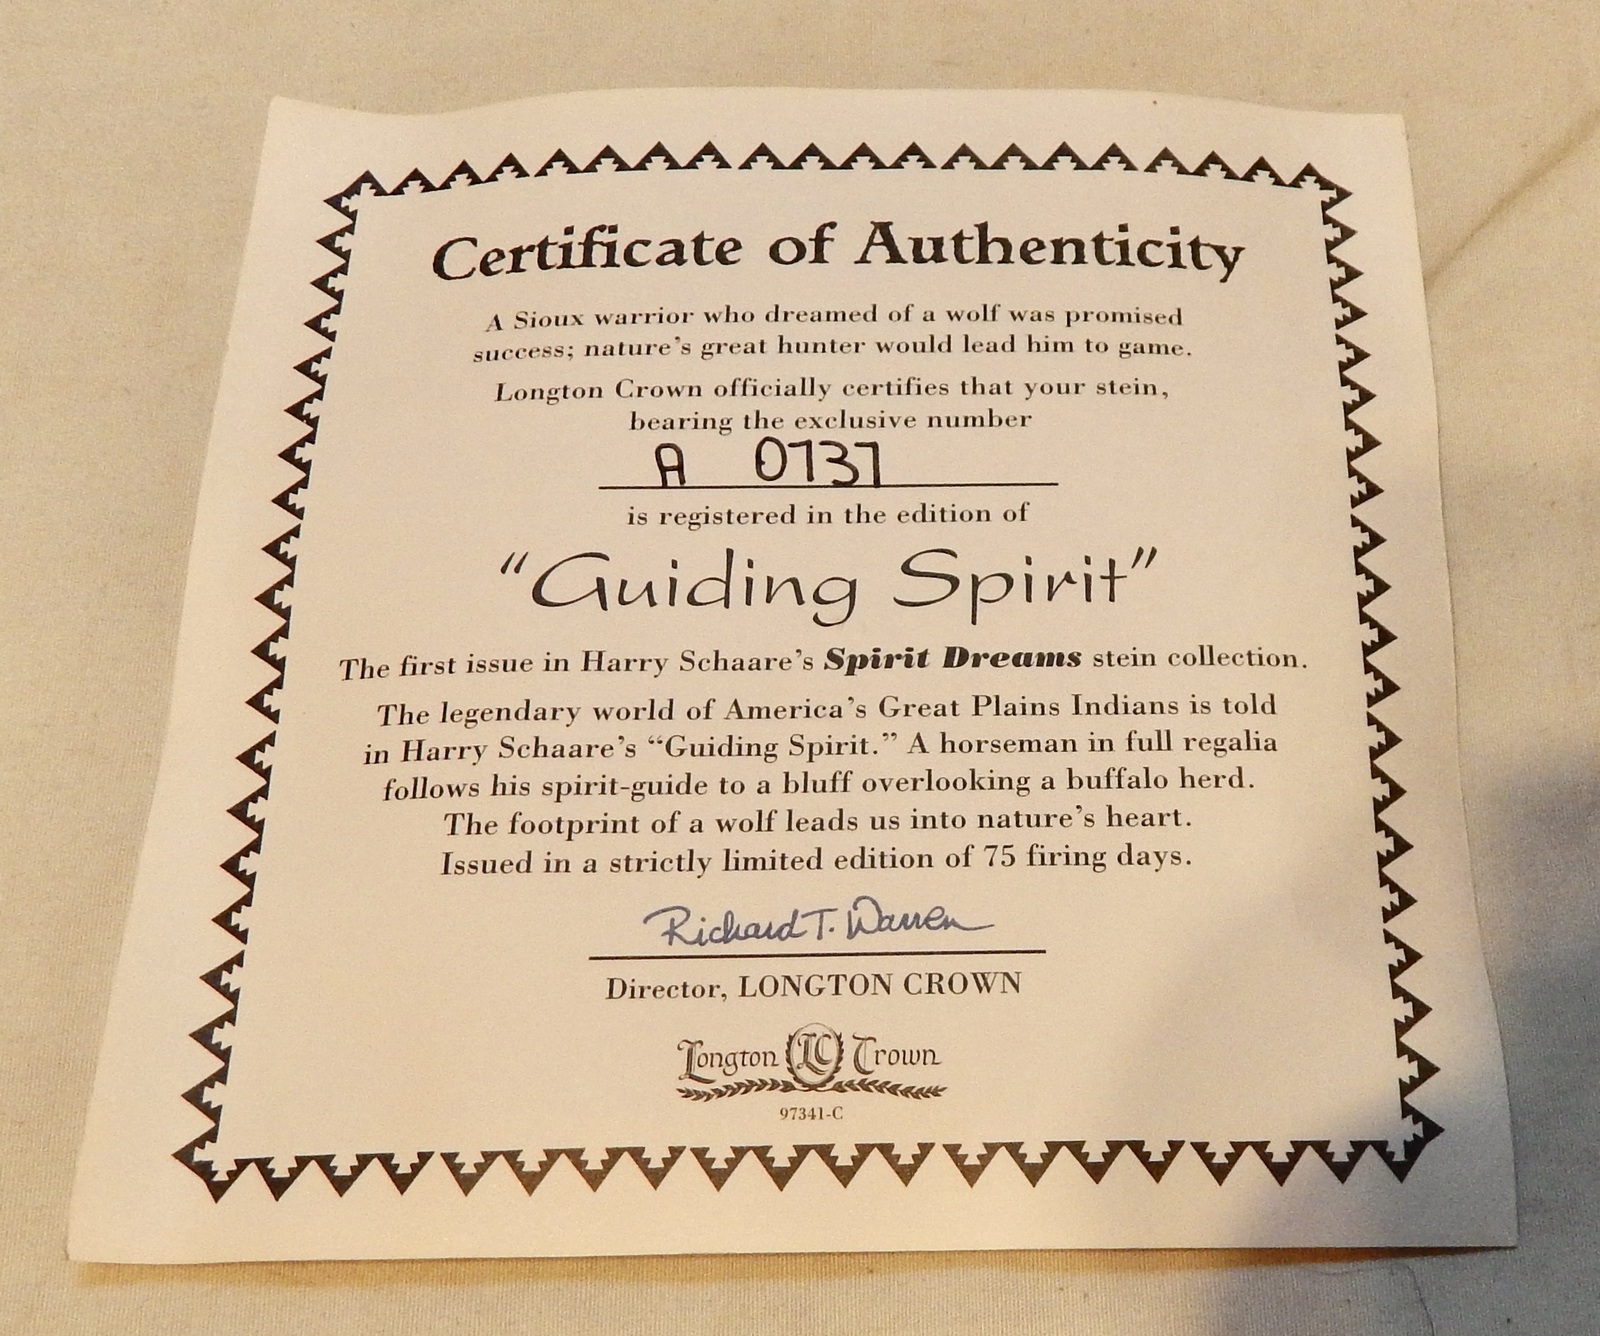 Certificate of Authenticity
A Sioux warrior who dreamed of a wolf was promised
success; nature's great hunter would lead him to game.
Longton Crown officially certifies that your stein,
bearing the exclusive number
A 0737
is registered in the edition of
"Guiding Spirit"
The first issue in Harry Schaare's Spirit Dreams stein collection.
The legendary world of America's Great Plains Indians is told
in Harry Schaare's "Guiding Spirit." A horseman in full regalia
follows his spirit-guide to a bluff overlooking a buffalo herd.
The footprint of a wolf leads us into nature's heart.
Issued in a strictly limited edition of 75 firing days.
Richard T. Warren
Director, LONGTON CROWN
Longton LC Crown
97341-C